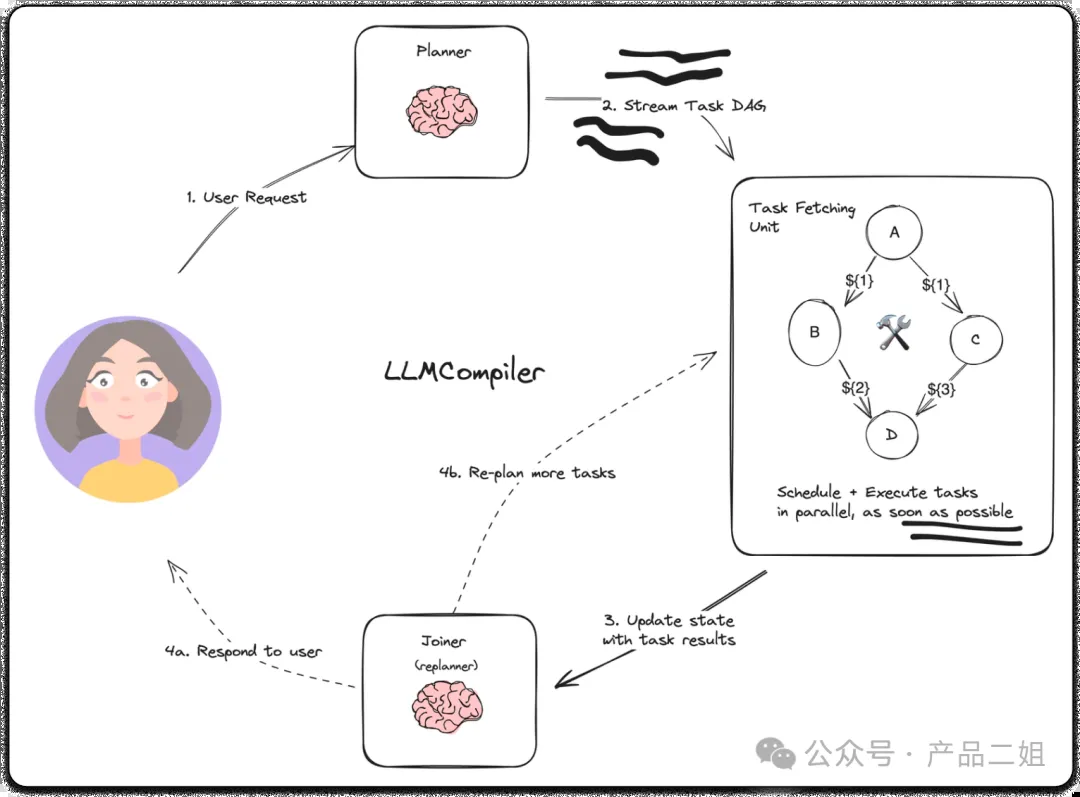 Planner
2. Stream Task DAG
1. User Request
Task Fetching
Unit
A
${1}
${1}
B
C
${2}
${3}
D
LLMCompiler
4b. Re-plan more tasks
Schedule + Execute tasks
in parallel, as soon as possible
3. Update state
with task results
Joiner
(replanner)
4a. Respond to user
公众号 · 产品二姐